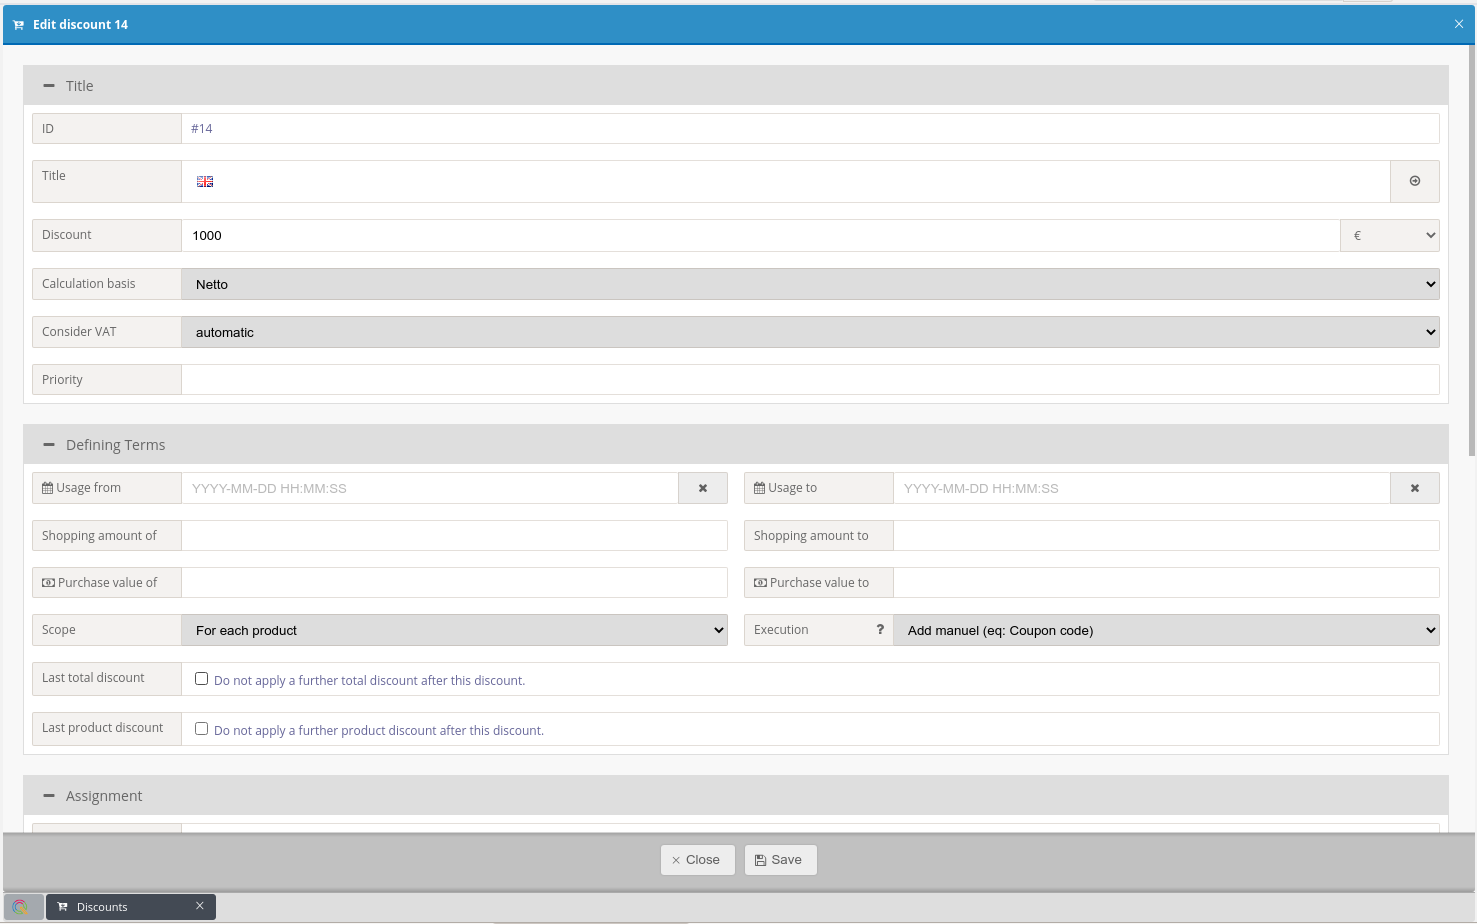 Edit discount 14
Title
ID #14
Title
Discount 1000 €
Calculation basis Netto
Consider VAT automatic
Priority
Defining Terms
Usage from YYYY-MM-DD HH:MM:SS Usage to YYYY-MM-DD HH:MM:SS
Shopping amount of Shopping amount to
Purchase value of Purchase value to
Scope For each product Execution ? Add manuel (eq: Coupon code)
Last total discount Do not apply a further total discount after this discount.
Last product discount Do not apply a further product discount after this discount.
Assignment
Close Save
Discounts